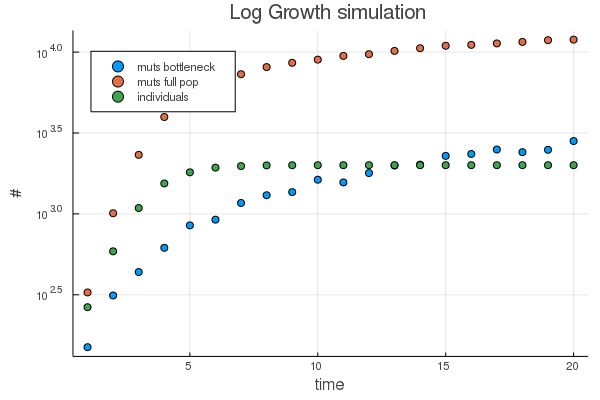 Log Growth simulation
10^4.0
muts bottleneck
muts full pop
individuals
10^3.5
#
10^3.0
10^2.5
5 10 15 20
time